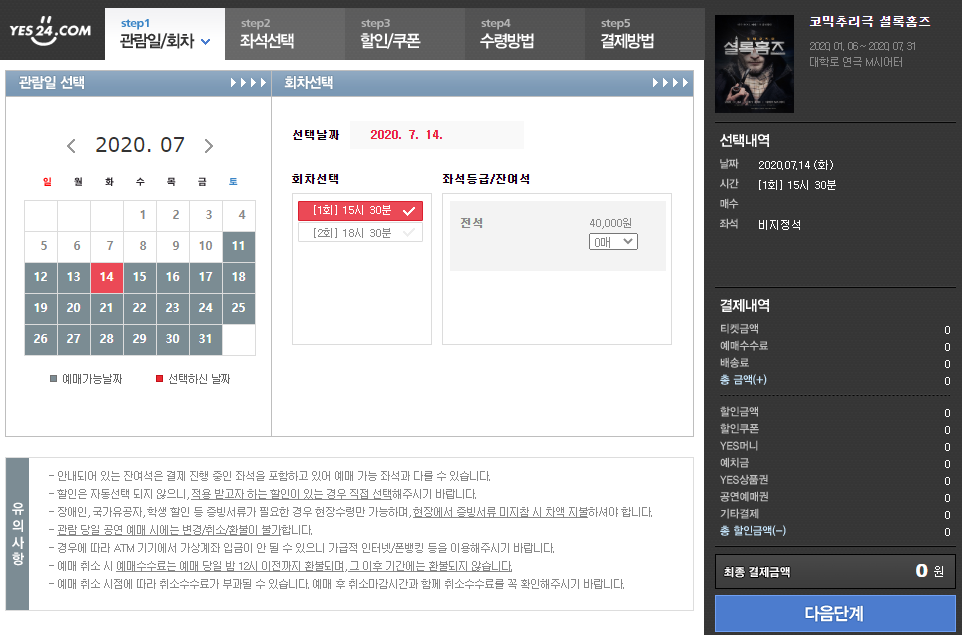 YES24.COM
step1
관람일/회차
step2
좌석선택
step3
할인/쿠폰
step4
수령방법
step5
결제방법
관람일 선택
회차선택
2020. 07
일 월 화 수 목 금 토
1 2 3 4
5 6 7 8 9 10 11
12 13 14 15 16 17 18
19 20 21 22 23 24 25
26 27 28 29 30 31
예매가능날짜
선택하신 날짜
선택날짜 2020. 7. 14.
회차선택
[1회] 15시 30분
[2회] 18시 30분
좌석등급/잔여석
전석 40,000원
0매
유의사항
- 안내되어 있는 잔여석은 결제 진행 중인 좌석을 포함하고 있어 예매 가능 좌석과 다를 수 있습니다.
- 할인은 자동선택 되지 않으니, 적용 받고자 하는 할인이 있는 경우 직접 선택해주시기 바랍니다.
- 장애인, 국가유공자, 학생 할인 등 증빙서류가 필요한 경우 현장수령만 가능하며, 현장에서 증빙서류 미지참 시 차액 지불하셔야 합니다.
- 관람 당일 공연 예매 시에는 변경/취소/환불이 불가합니다.
- 경우에 따라 ATM 기기에서 가상계좌 입금이 안 될 수 있으니 가급적 인터넷/폰뱅킹 등을 이용해주시기 바랍니다.
- 예매 취소 시 예매수수료는 예매 당일 밤 12시 이전까지 환불되며, 그 이후 기간에는 환불되지 않습니다.
- 예매 취소 시점에 따라 취소수수료가 부과될 수 있습니다. 예매 후 취소마감시간과 함께 취소수수료를 꼭 확인해주시기 바랍니다.
셜록홈즈
코믹추리극 셜록홈즈
2020. 01. 06 ~ 2020. 07. 31
대학로 연극 M시어터
선택내역
날짜 2020.07.14 (화)
시간 [1회] 15시 30분
매수
좌석 비지정석
결제내역
티켓금액 0
예매수수료 0
배송료 0
총 금액(+) 0
할인금액 0
할인쿠폰 0
YES머니 0
예치금 0
YES상품권 0
공연예매권 0
기타결제 0
총 할인금액(-) 0
최종 결제금액 0 원
다음단계